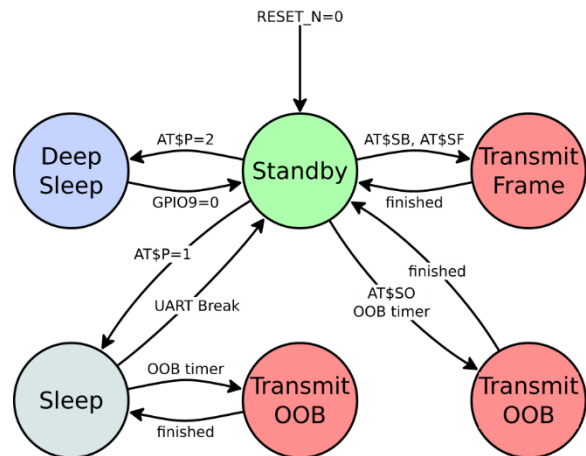 RESET_N=0
Deep
Sleep
AT$P=2
GPIO9=0
Standby
AT$SB, AT$SF
finished
Transmit
Frame
AT$P=1
UART Break
finished
AT$SO
OOB timer
Sleep
OOB timer
finished
Transmit
OOB
Transmit
OOB